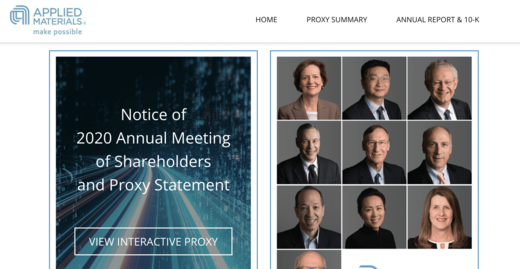 APPLIED
MATERIALS®
make possible
HOME
PROXY SUMMARY
ANNUAL REPORT & 10-K
Notice of
2020 Annual Meeting
of Shareholders
and Proxy Statement
VIEW INTERACTIVE PROXY